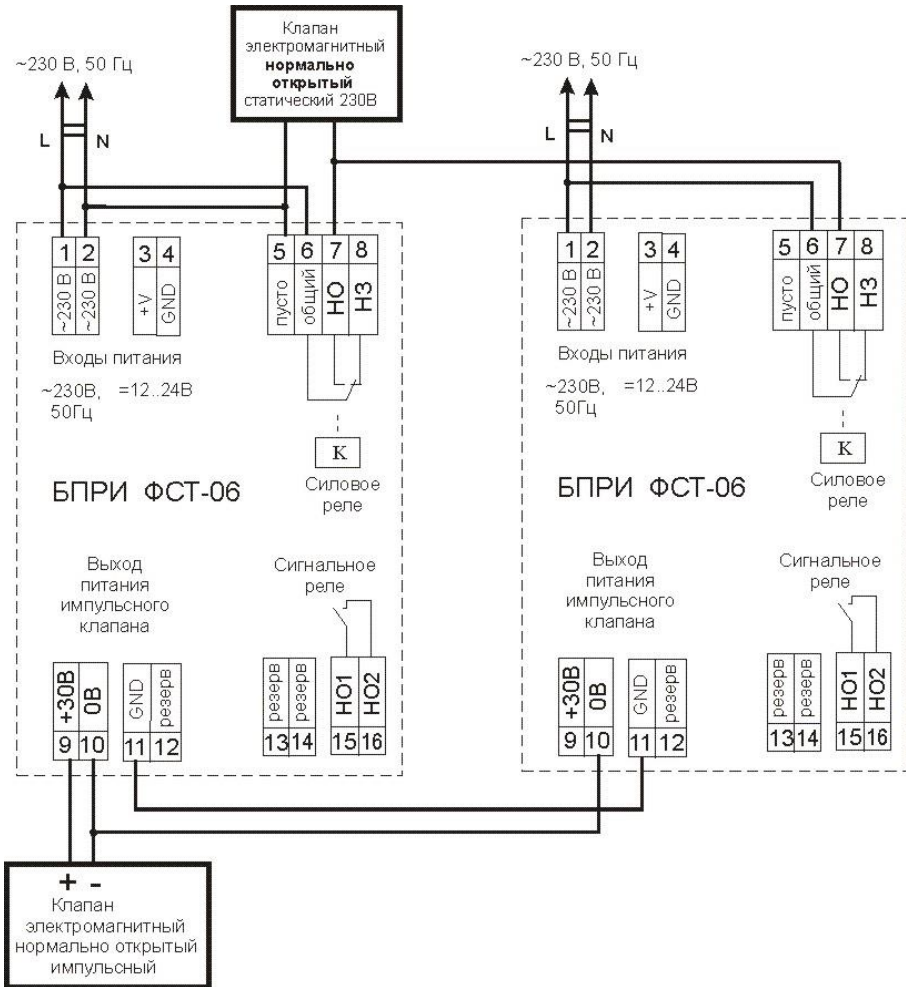 Клапан
электромагнитный
нормально
открытый
статический 230В
~230 В, 50 Гц
L
N
~230 В, 50 Гц
L
N
1 2
~230 В
~230 В
3 4
+V
GND
5 6 7 8
пусто
общий
НО
НЗ
Входы питания
~230В, =12..24В
50Гц
К
БПРИ ФСТ-06
Силовое
реле
Выход
питания
импульсного
клапана
Сигнальное
реле
+30В
0В
GND
резерв
резерв
резерв
НО1
НО2
9 10
11 12
13 14
15 16
1 2
~230 В
~230 В
3 4
+V
GND
5 6 7 8
пусто
общий
НО
НЗ
Входы питания
~230В, =12..24В
50Гц
К
БПРИ ФСТ-06
Силовое
реле
Выход
питания
импульсного
клапана
Сигнальное
реле
+30В
0В
GND
резерв
резерв
резерв
НО1
НО2
9 10
11 12
13 14
15 16
+ -
Клапан
электромагнитный
нормально открытый
импульсный